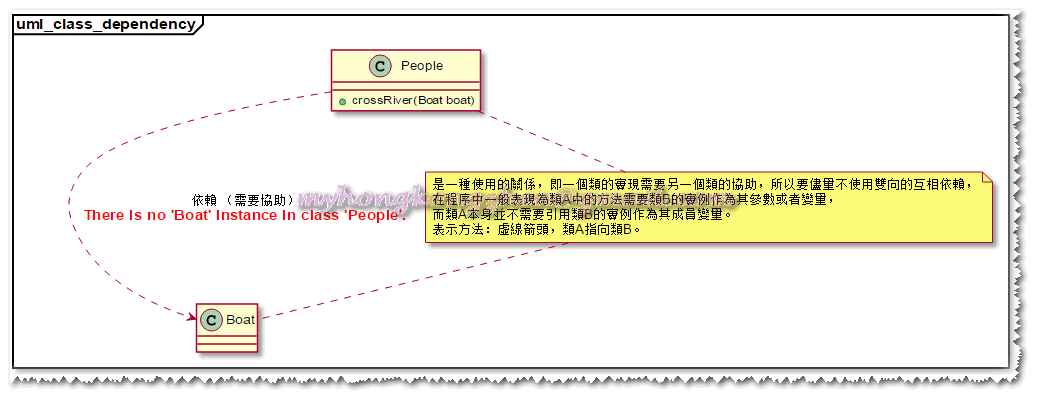 uml_class_dependency
C People
crossRiver(Boat boat)
依賴 （需要協助）
There Is no 'Boat' Instance In class 'People'.
是一種使用的關係，即一個類的實現需要另一個類的協助，所以要儘量不使用雙向的互相依賴，
在程序中一般表現為類A中的方法需要類B的實例作為其參數或者變量，
而類A本身並不需要引用類B的實例作為其成員變量。
表示方法：虛線箭頭，類A指向類B。
C Boat